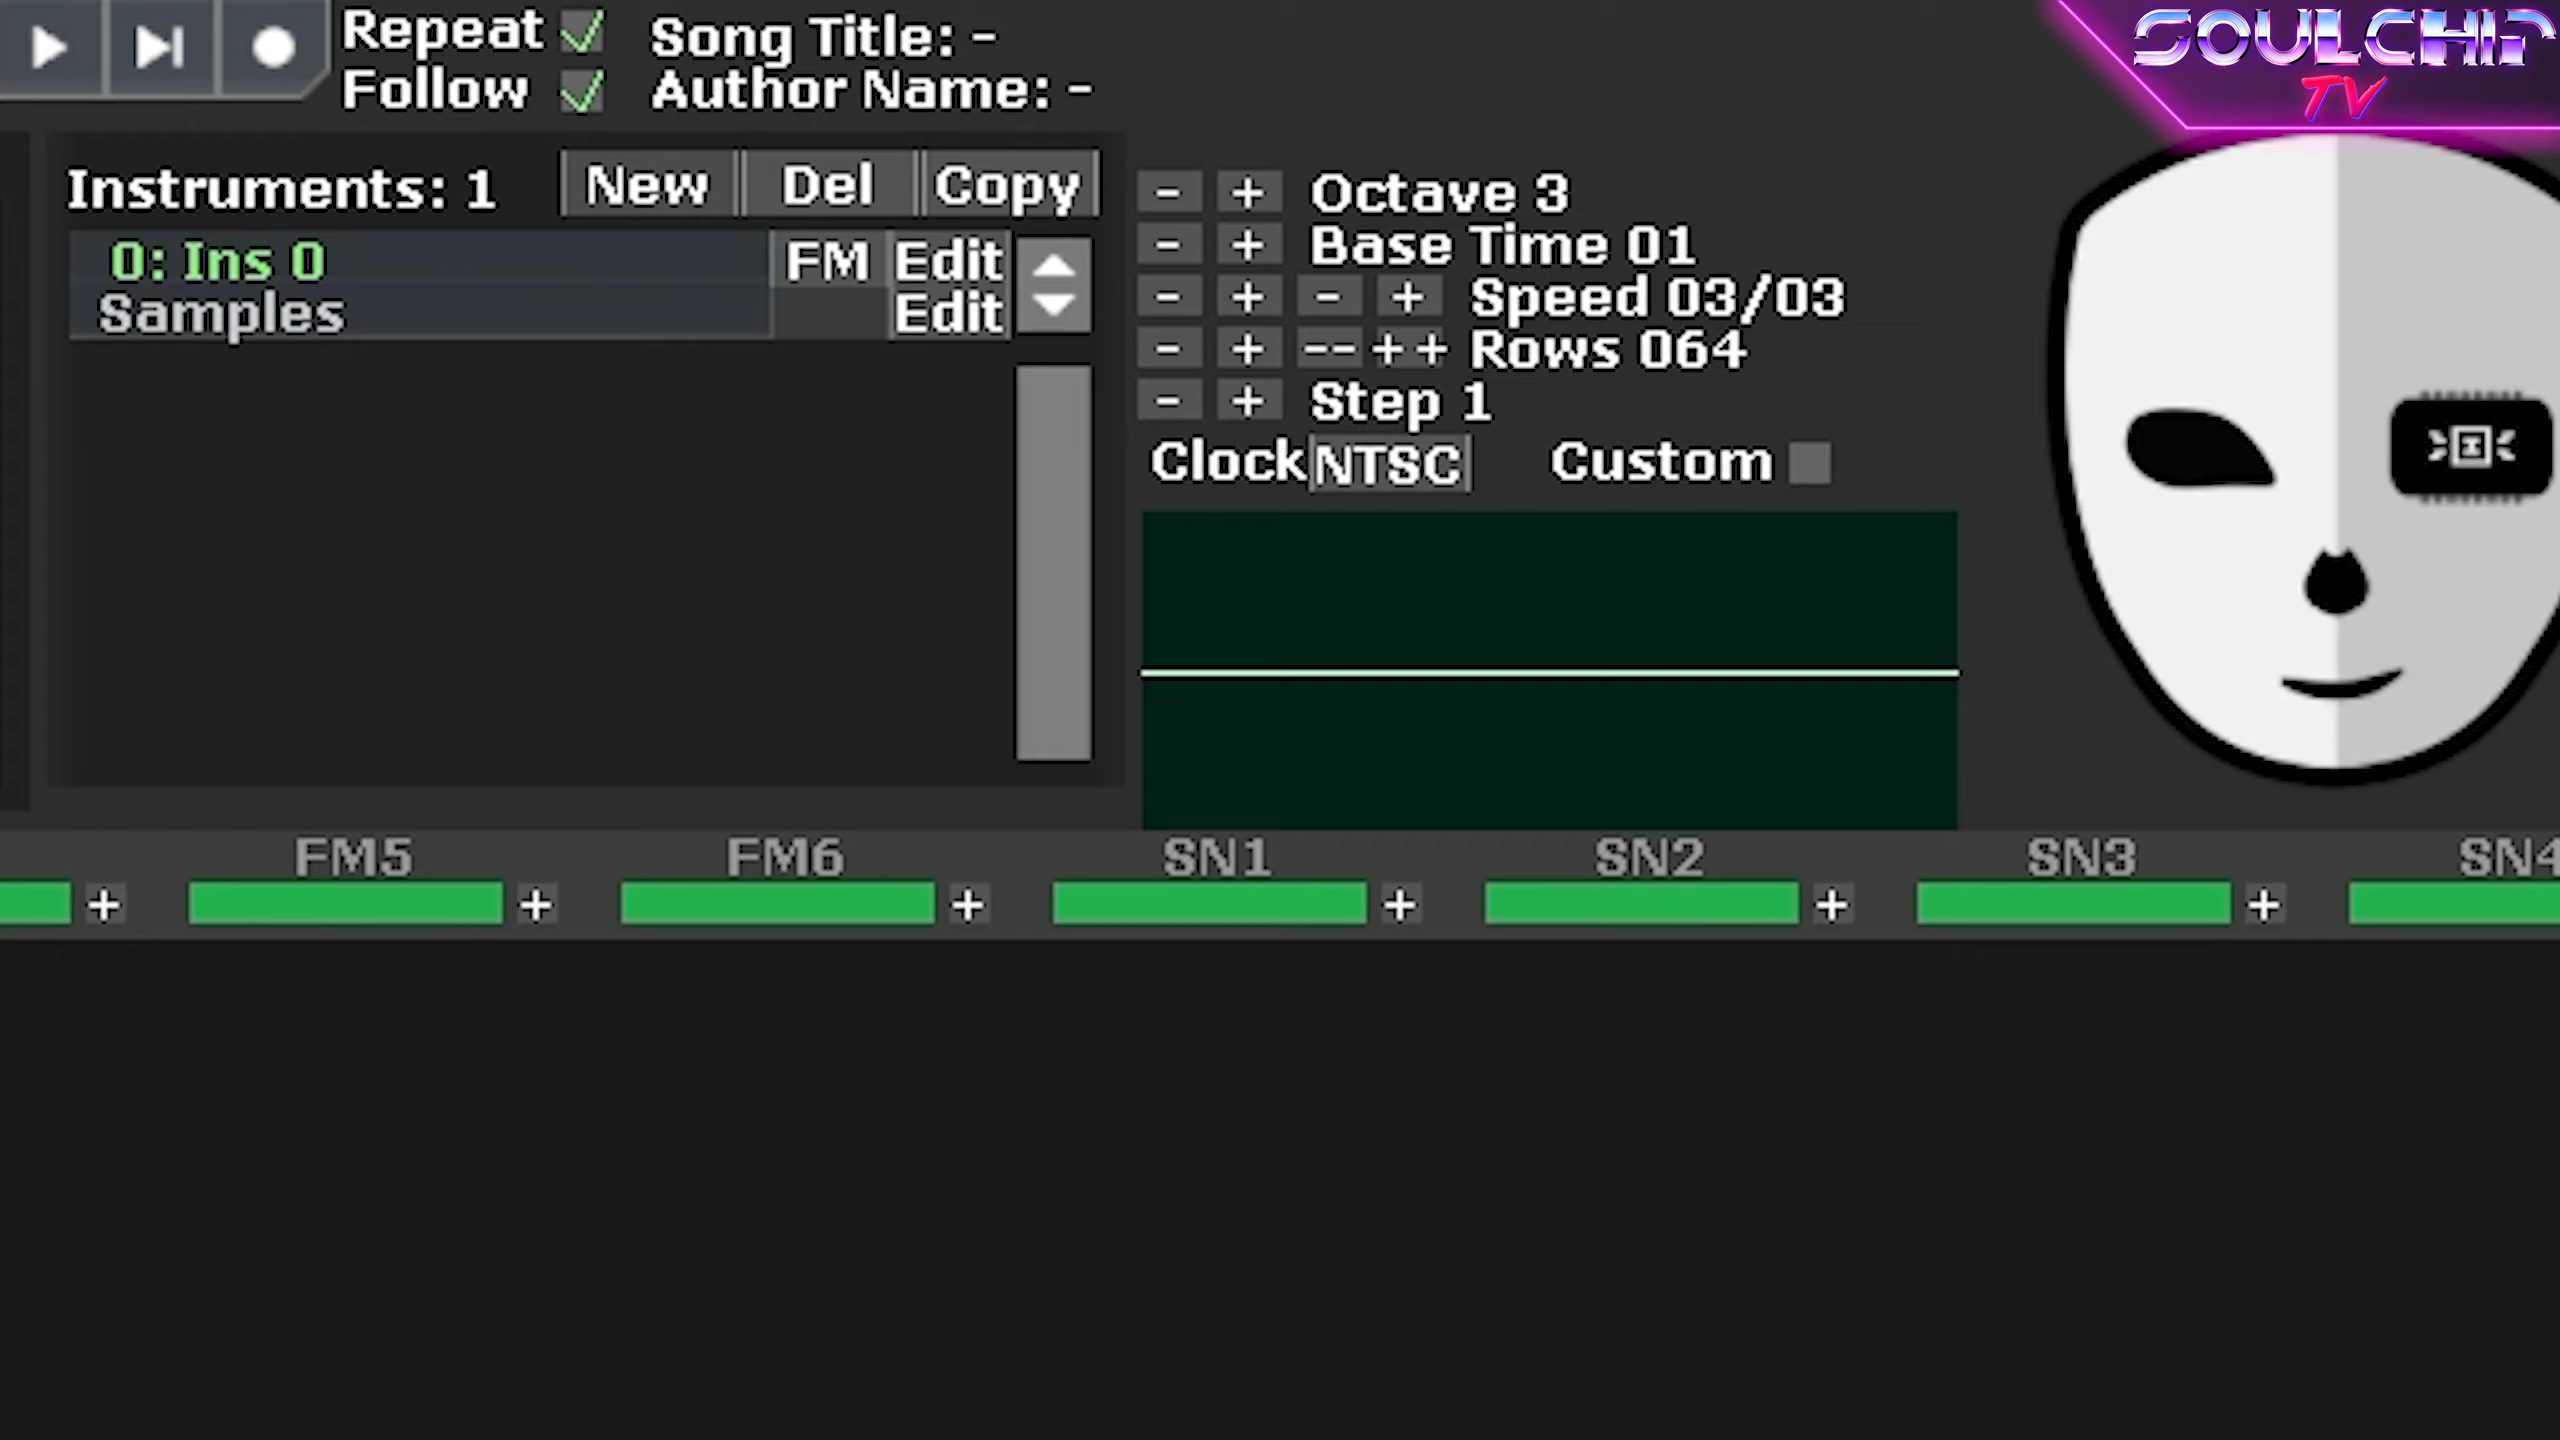 Repeat
Follow
Song Title: -
Author Name: -
SOULCHIP
TV
Instruments: 1
New Del Copy
0: Ins 0 FM Edit
Samples Edit
- + Octave 3
- + Base Time 01
- + - + Speed 03/03
- + -- ++ Rows 064
- + Step 1
Clock NTSC Custom
FM5 FM6 SN1 SN2 SN3 SN4
+ + + + + +